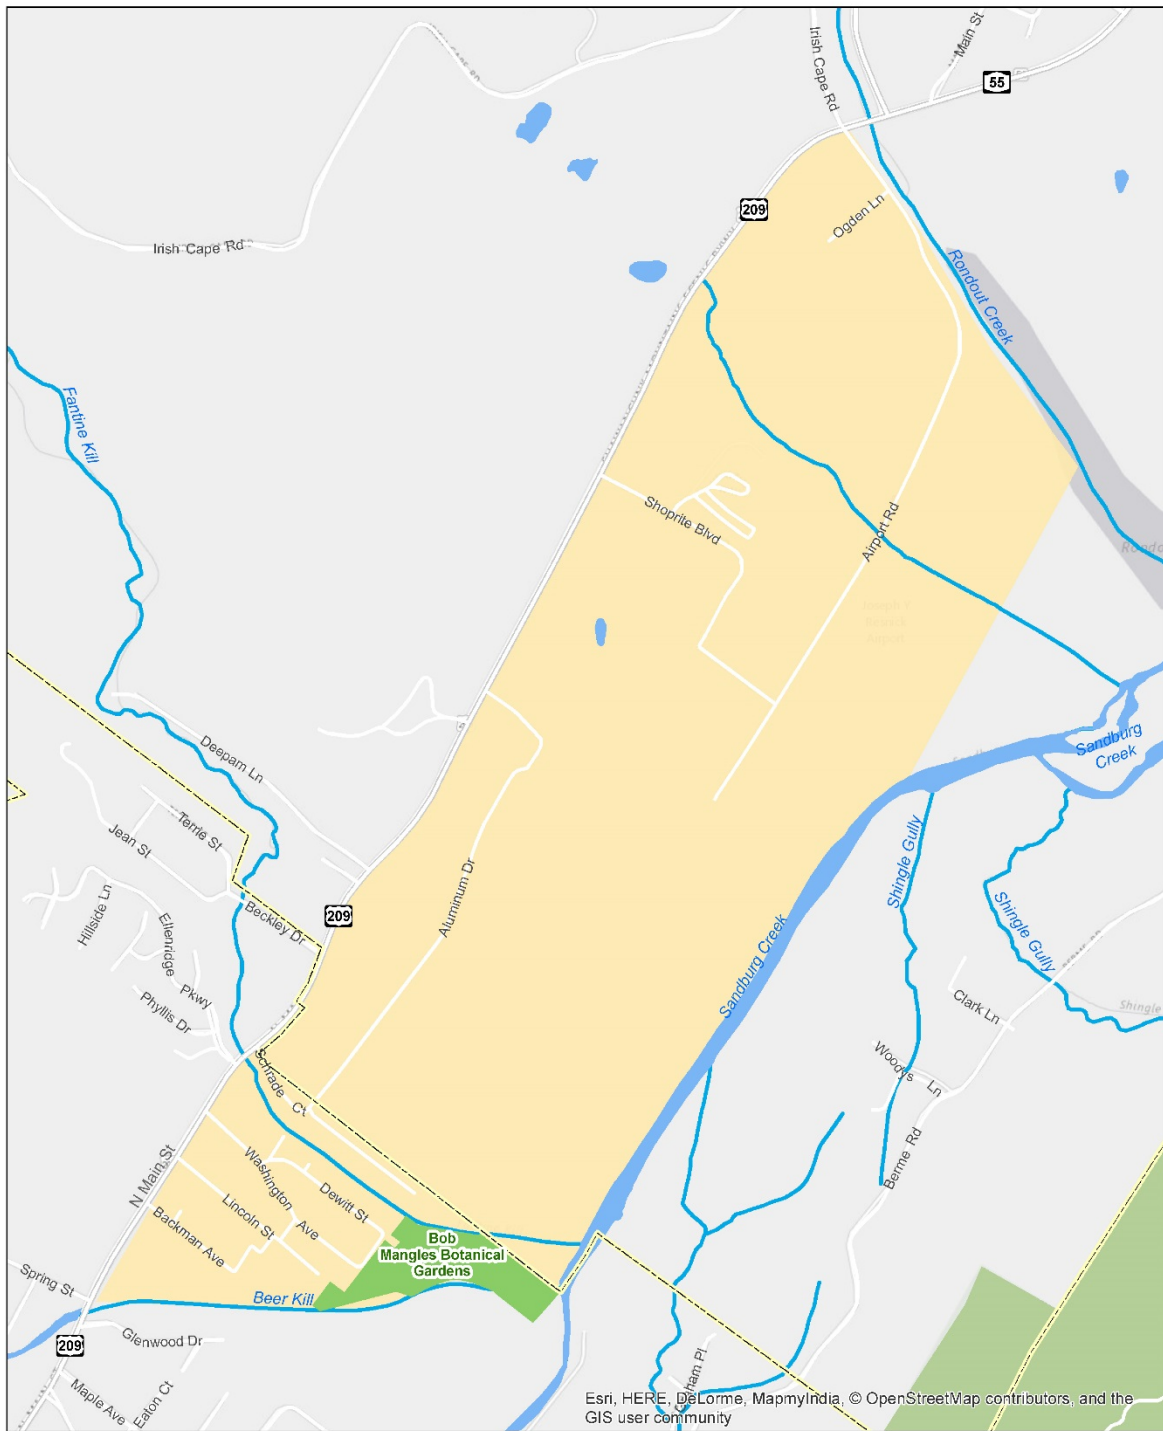 Main St
55
Irish Cape Rd
209
Ogden Ln
Irish Cape Rd
Rondout Creek
Fantine Kill
Shoprite Blvd
Airport Rd
Sandburg
Creek
Deepam Ln
Terrie St
Jean St
Shingle Gully
Aluminum Dr
Hillside Ln
Beckley Dr
209
Ellenridge Pkwy
Sandburg Creek
Shingle Gully
Phyllis Dr
Clark Ln
Shingle
Woodys Ln
Schrade Ct
N Main St
Washington Ave
Dewitt St
Lincoln St
Backman Ave
Berme Rd
Bob
Mangles Botanical
Gardens
Spring St
Beer Kill
Glenwood Dr
209
Maple Ave
Eaton Ct
Esri, HERE, DeLorme, MapmyIndia, © OpenStreetMap contributors, and the
GIS user community